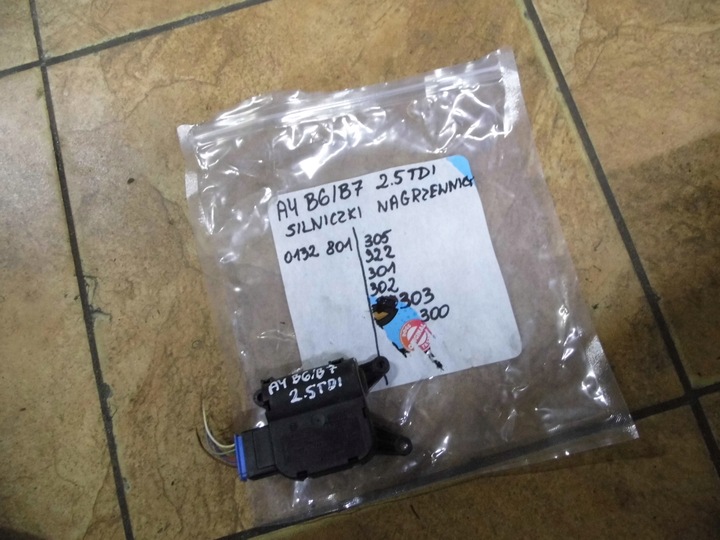 A4 B6/B7 2.5TDI
SILNICZKI NAGRZEWNICY
0132 801
305
322
301
302
303
300
A4 B6/B7
2.5TDI